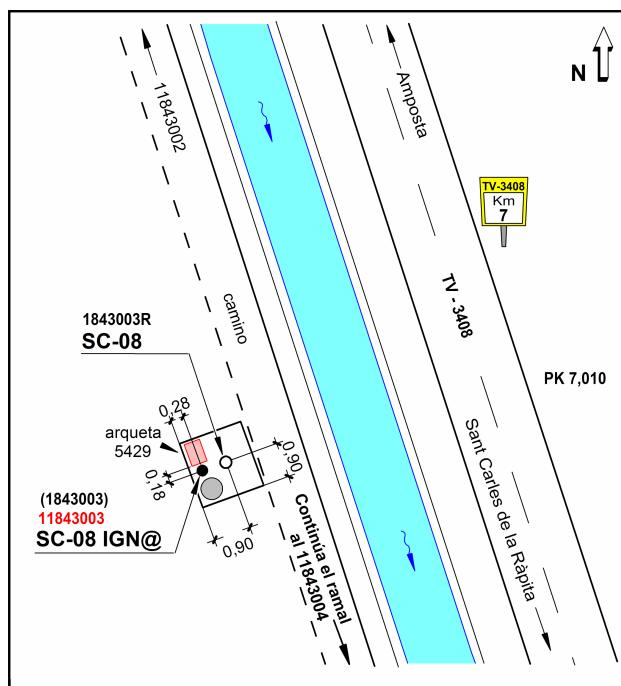 N
11843002
Amposta
TV-3408
Km
7
camino
TV - 3408
1843003R
SC-08
PK 7,010
0,28
arqueta
5429
0,90
0,18
(1843003)
11843003
SC-08 IGN@
0,90
Continúa el ramal
al 11843004
Sant Carles de la Ràpita